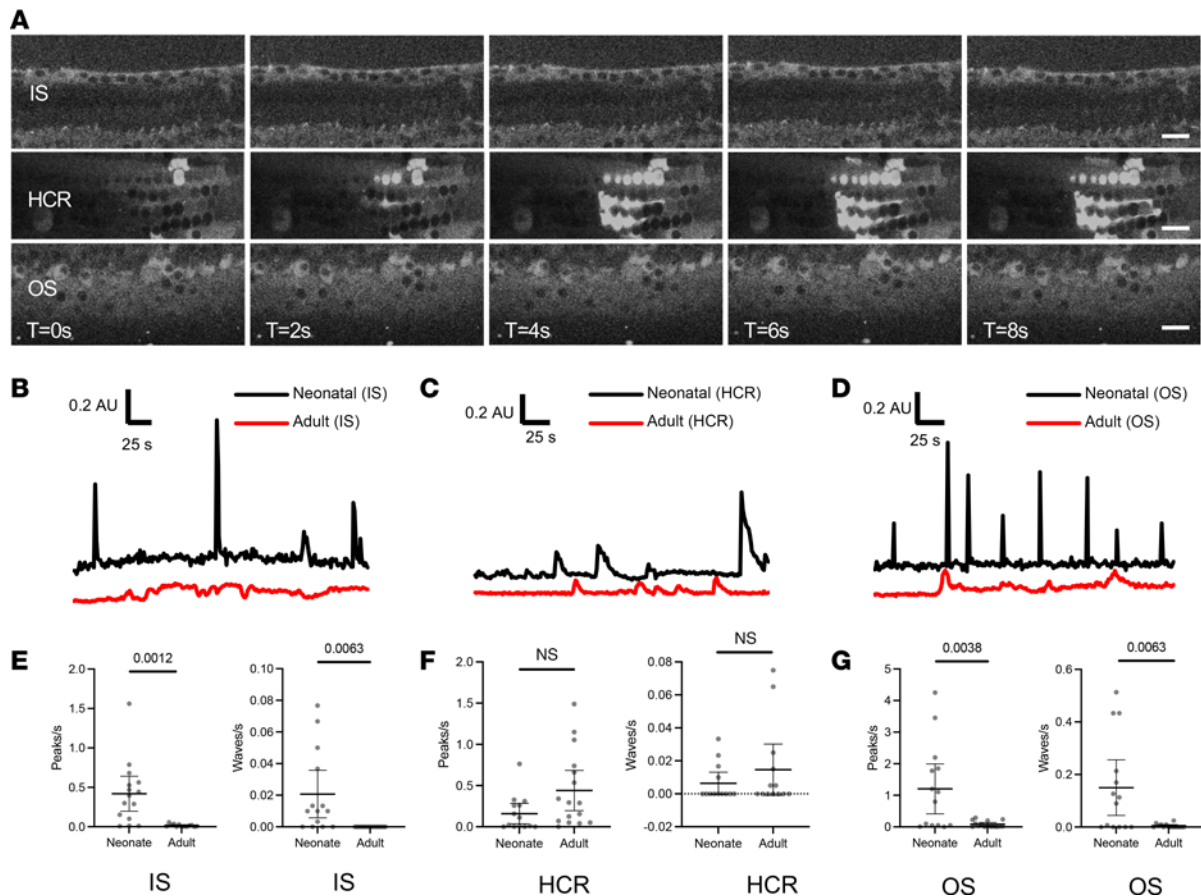 A
IS
HCR
OS
T=0s
T=2s
T=4s
T=6s
T=8s
B
0.2 AU
25 s
Neonatal (IS)
Adult (IS)
C
0.2 AU
25 s
Neonatal (HCR)
Adult (HCR)
D
0.2 AU
25 s
Neonatal (OS)
Adult (OS)
E
0.0012
Peaks/s
2.0
1.5
1.0
0.5
0.0
Neonate Adult
IS
0.0063
Waves/s
0.10
0.08
0.06
0.04
0.02
0.00
Neonate Adult
IS
F
NS
Peaks/s
2.0
1.5
1.0
0.5
0.0
Neonate Adult
HCR
NS
Waves/s
0.08
0.06
0.04
0.02
0.00
-0.02
Neonate Adult
HCR
G
0.0038
Peaks/s
5
4
3
2
1
0
Neonate Adult
OS
0.0063
Waves/s
0.6
0.4
0.2
0.0
Neonate Adult
OS